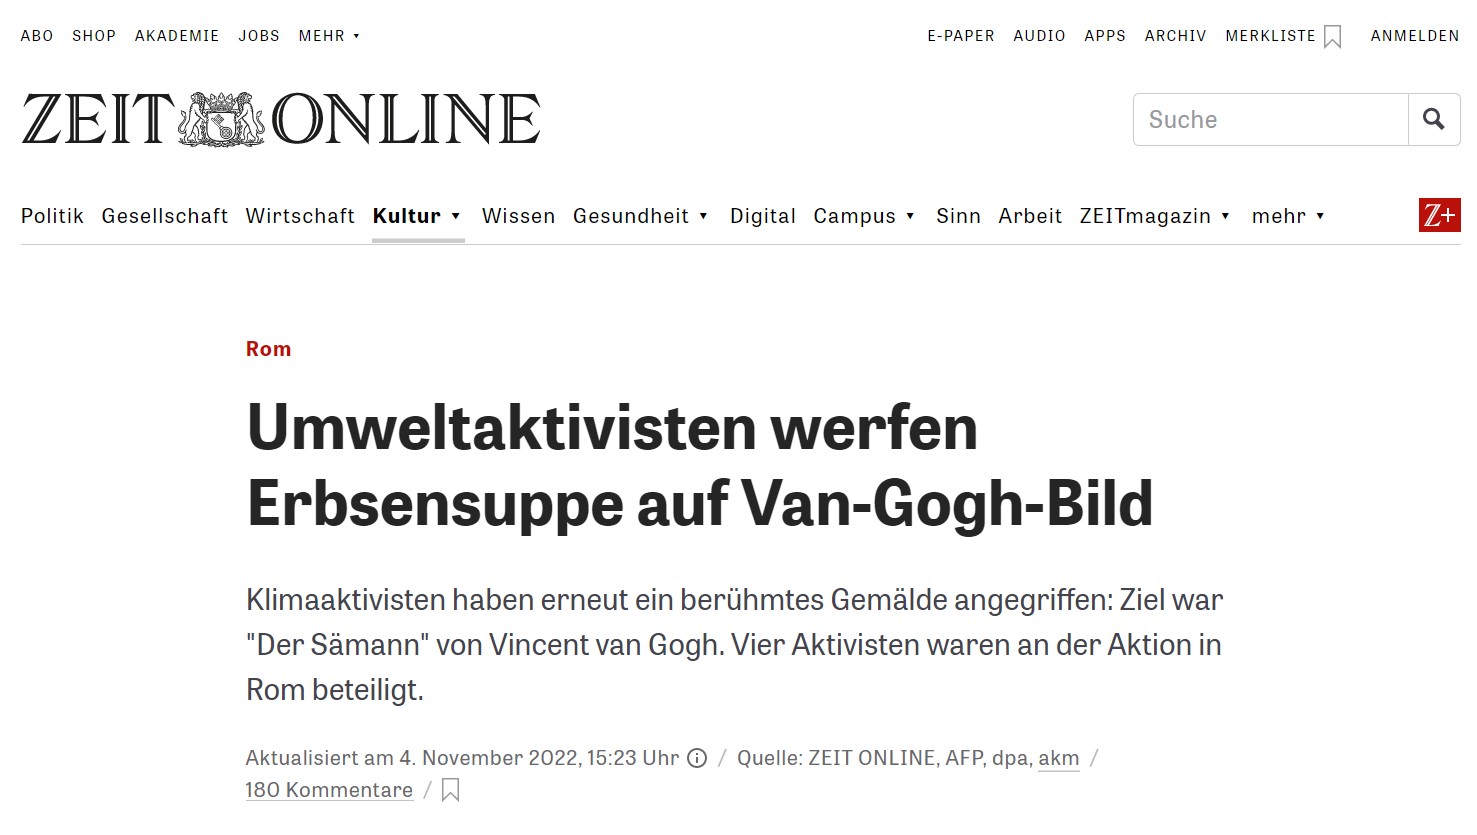 ABO SHOP AKADEMIE JOBS MEHR E-PAPER AUDIO APPS ARCHIV MERKLISTE ANMELDEN
ZEIT ONLINE
Suche
Politik Gesellschaft Wirtschaft Kultur Wissen Gesundheit Digital Campus Sinn Arbeit ZEITmagazin mehr Z+
Rom
Umweltaktivisten werfen
Erbsensuppe auf Van-Gogh-Bild
Klimaaktivisten haben erneut ein berühmtes Gemälde angegriffen: Ziel war
"Der Sämann" von Vincent van Gogh. Vier Aktivisten waren an der Aktion in
Rom beteiligt.
Aktualisiert am 4. November 2022, 15:23 Uhr / Quelle: ZEIT ONLINE, AFP, dpa, akm /
180 Kommentare /